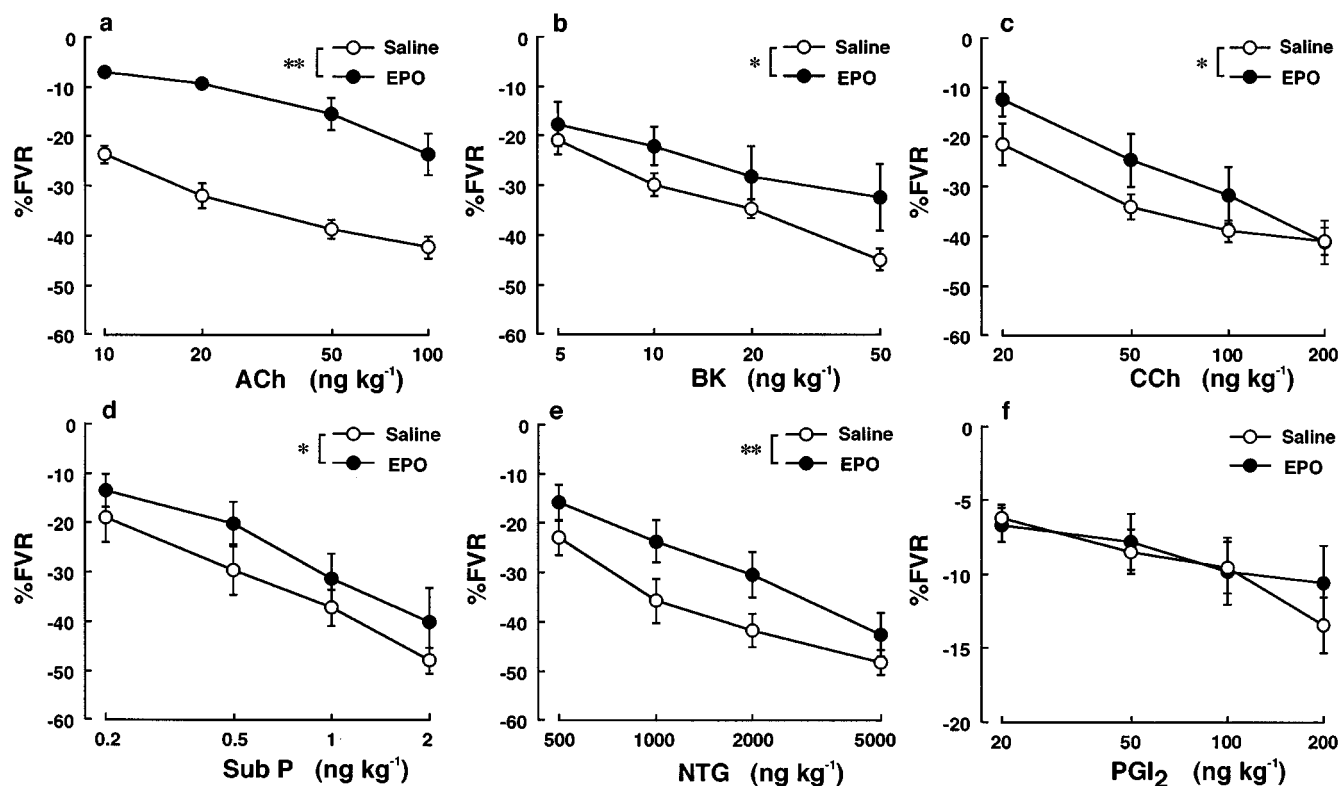 a
0
-10
-20
-30
-40
-50
-60
%FVR
** Saline
EPO
10 20 50 100
ACh (ng kg⁻¹)
b
0
-10
-20
-30
-40
-50
-60
%FVR
* Saline
EPO
5 10 20 50
BK (ng kg⁻¹)
c
0
-10
-20
-30
-40
-50
-60
%FVR
* Saline
EPO
20 50 100 200
CCh (ng kg⁻¹)
d
0
-10
-20
-30
-40
-50
-60
%FVR
* Saline
EPO
0.2 0.5 1 2
Sub P (ng kg⁻¹)
e
0
-10
-20
-30
-40
-50
-60
%FVR
** Saline
EPO
500 1000 2000 5000
NTG (ng kg⁻¹)
f
0
-5
-10
-15
-20
%FVR
Saline
EPO
20 50 100 200
PGI₂ (ng kg⁻¹)